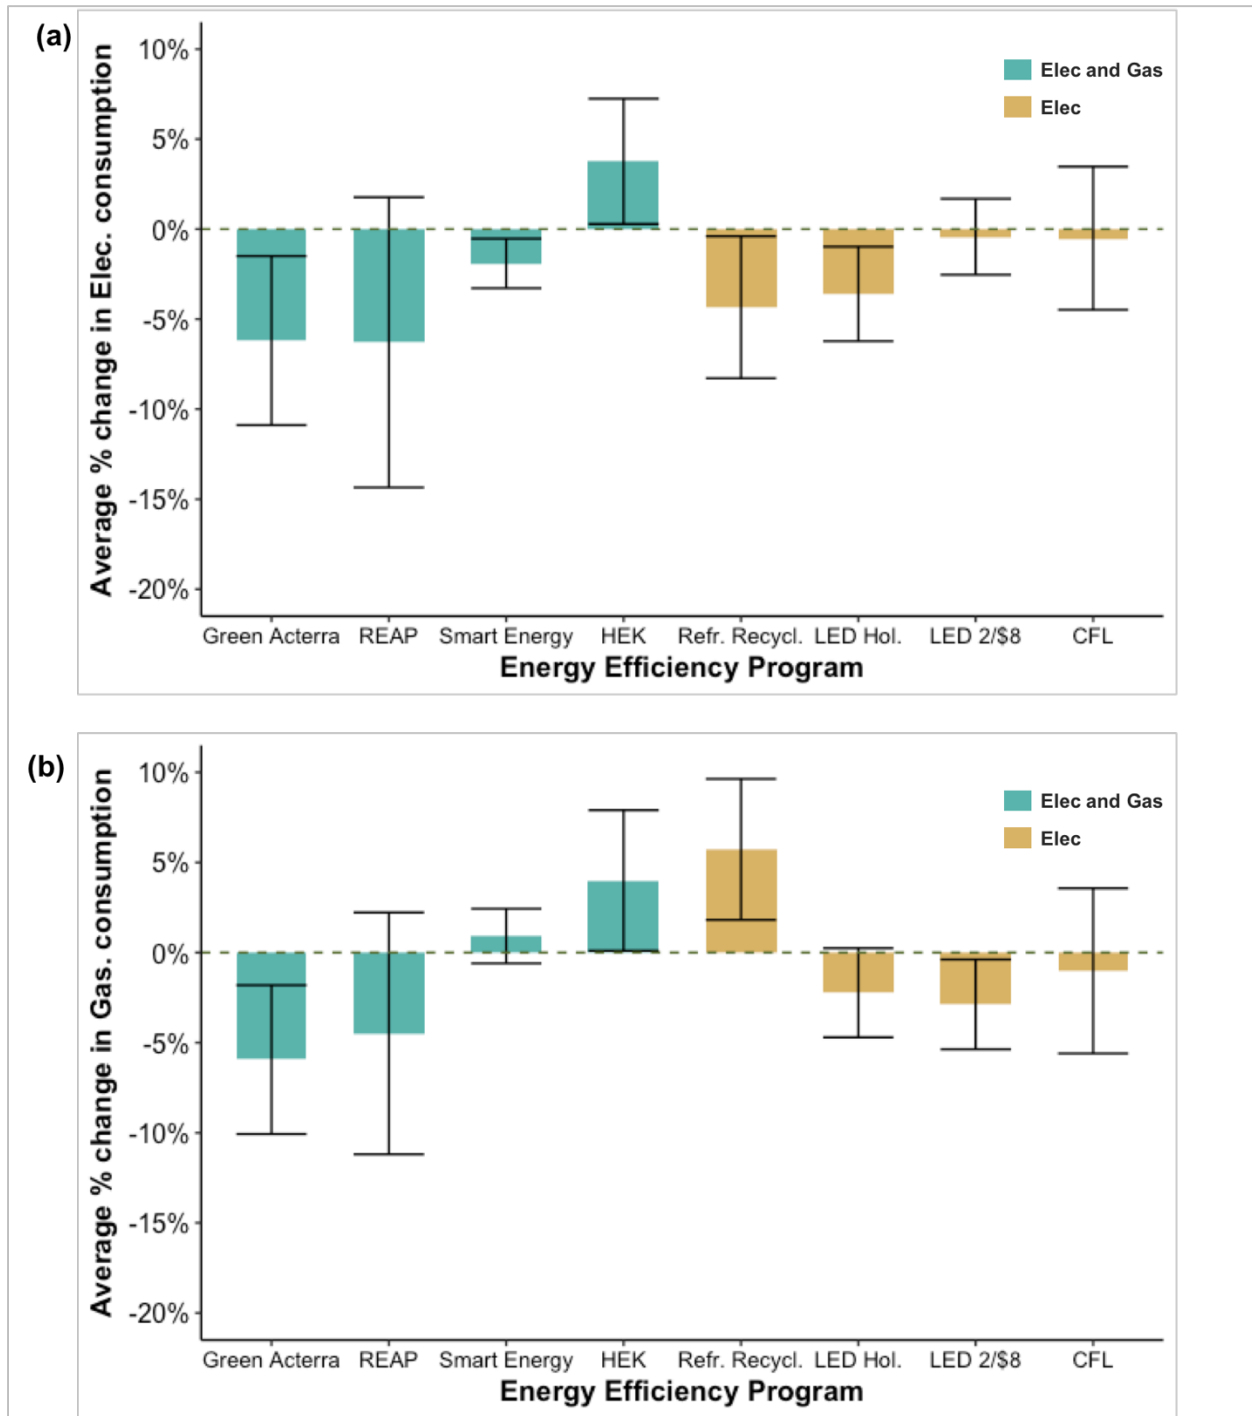 (a)
Average % change in Elec. consumption
10%
5%
0%
-5%
-10%
-15%
-20%
Elec and Gas
Elec
Green Acterra REAP Smart Energy HEK Refr. Recycl. LED Hol. LED 2/$8 CFL
Energy Efficiency Program
(b)
Average % change in Gas. consumption
10%
5%
0%
-5%
-10%
-15%
-20%
Elec and Gas
Elec
Green Acterra REAP Smart Energy HEK Refr. Recycl. LED Hol. LED 2/$8 CFL
Energy Efficiency Program